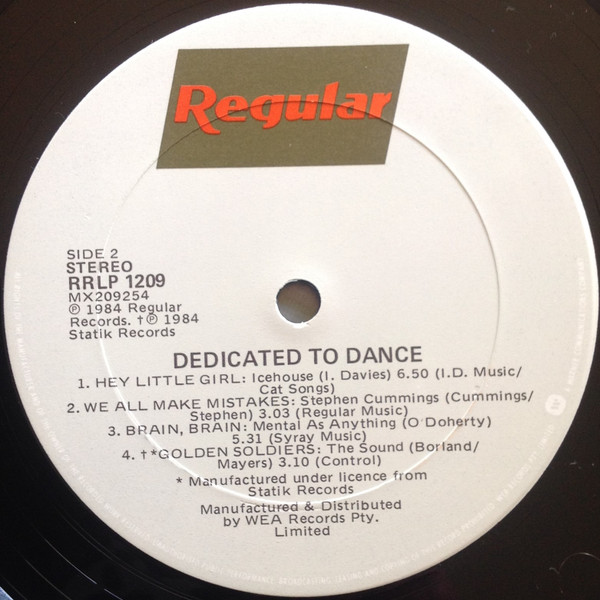 Regular
SIDE 2
STEREO
RRLP 1209
MX209254
℗ 1984 Regular
Records. †℗ 1984
Statik Records
DEDICATED TO DANCE
1. HEY LITTLE GIRL: Icehouse (I. Davies) 6.50 (I.D. Music/
Cat Songs)
2. WE ALL MAKE MISTAKES: Stephen Cummings (Cummings/
Stephen) 3.03 (Regular Music)
3. BRAIN, BRAIN: Mental As Anything (O'Doherty)
5.31 (Syray Music)
4. †*GOLDEN SOLDIERS: The Sound (Borland/
Mayers) 3.10 (Control)
* Manufactured under licence from
Statik Records
Manufactured & Distributed
by WEA Records Pty.
Limited